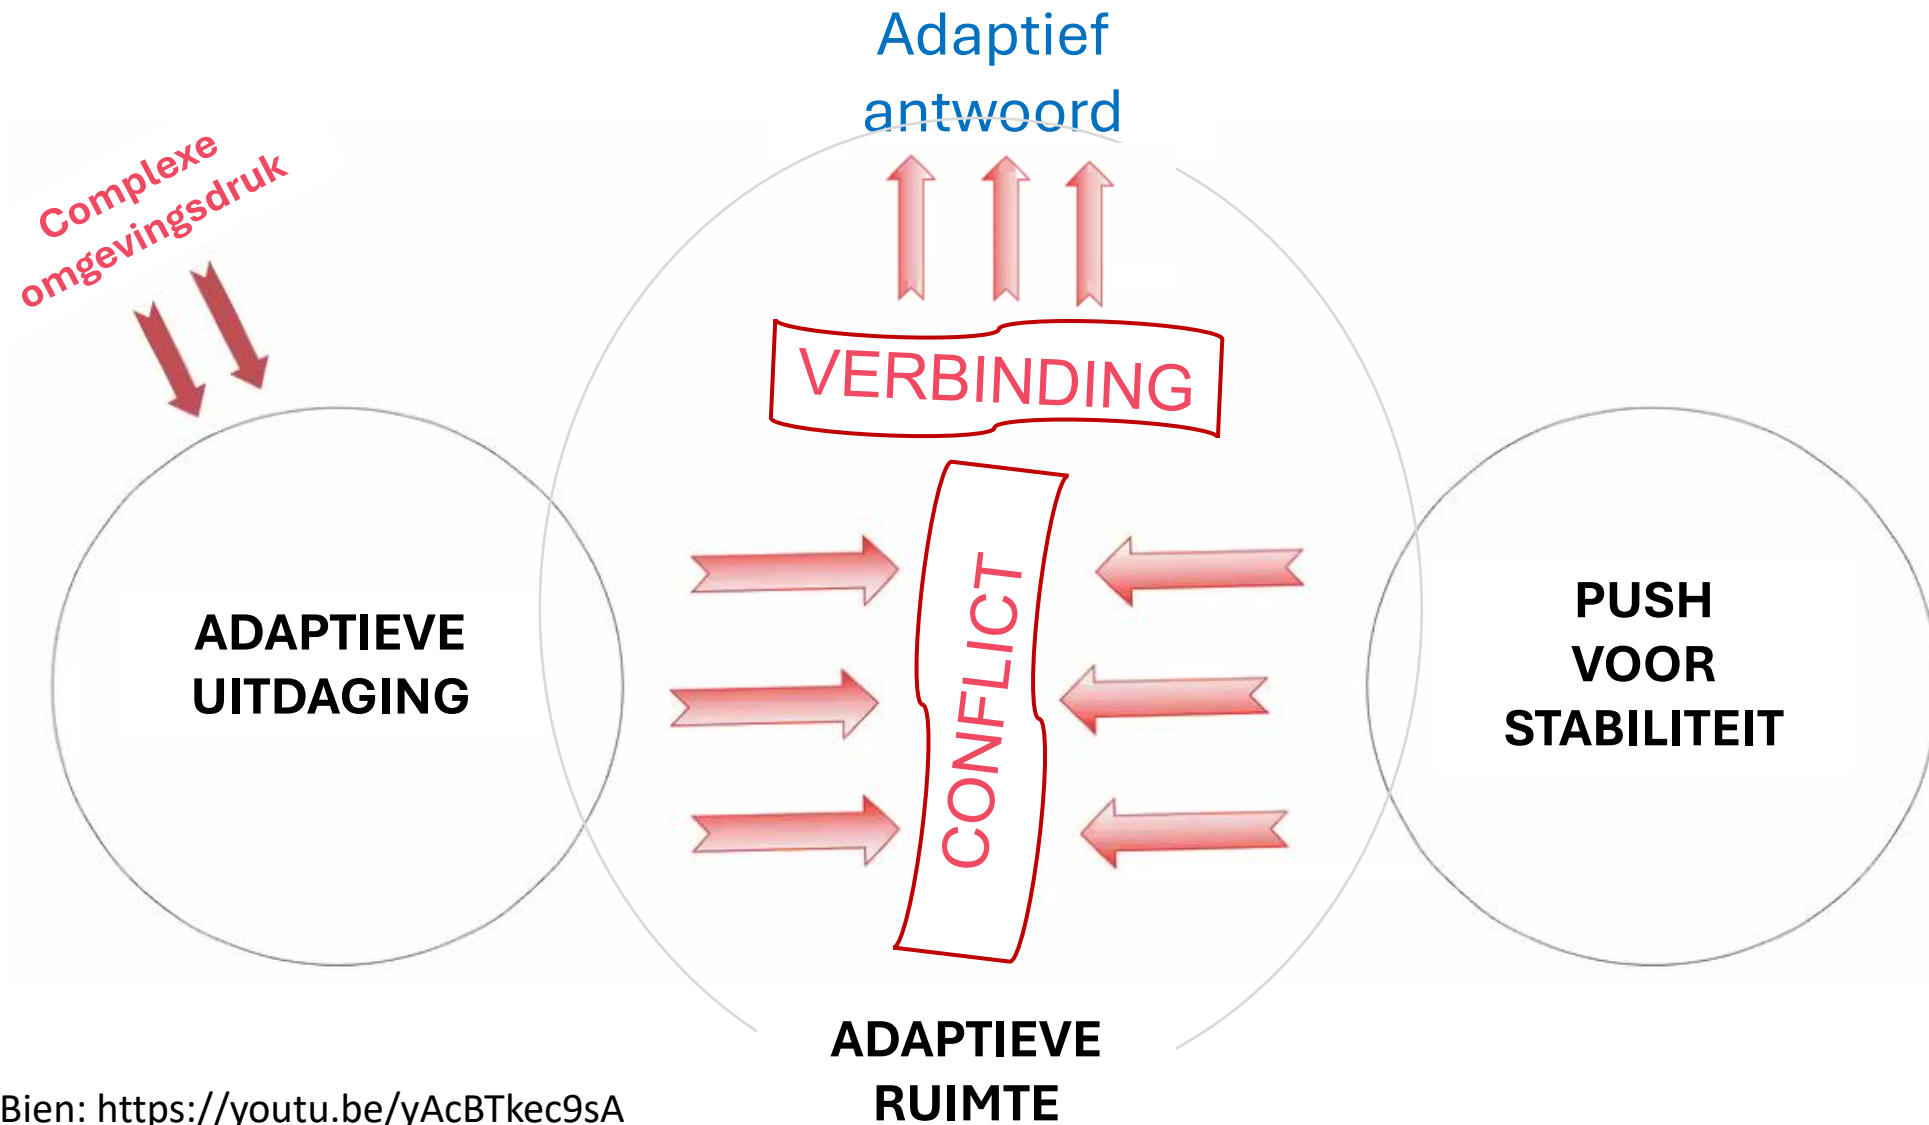 Adaptief
antwoord
Complexe
omgevingsdruk
VERBINDING
CONFLICT
ADAPTIEVE
UITDAGING
PUSH
VOOR
STABILITEIT
ADAPTIEVE
RUIMTE
Bien: https://youtu.be/yAcBTkec9sA